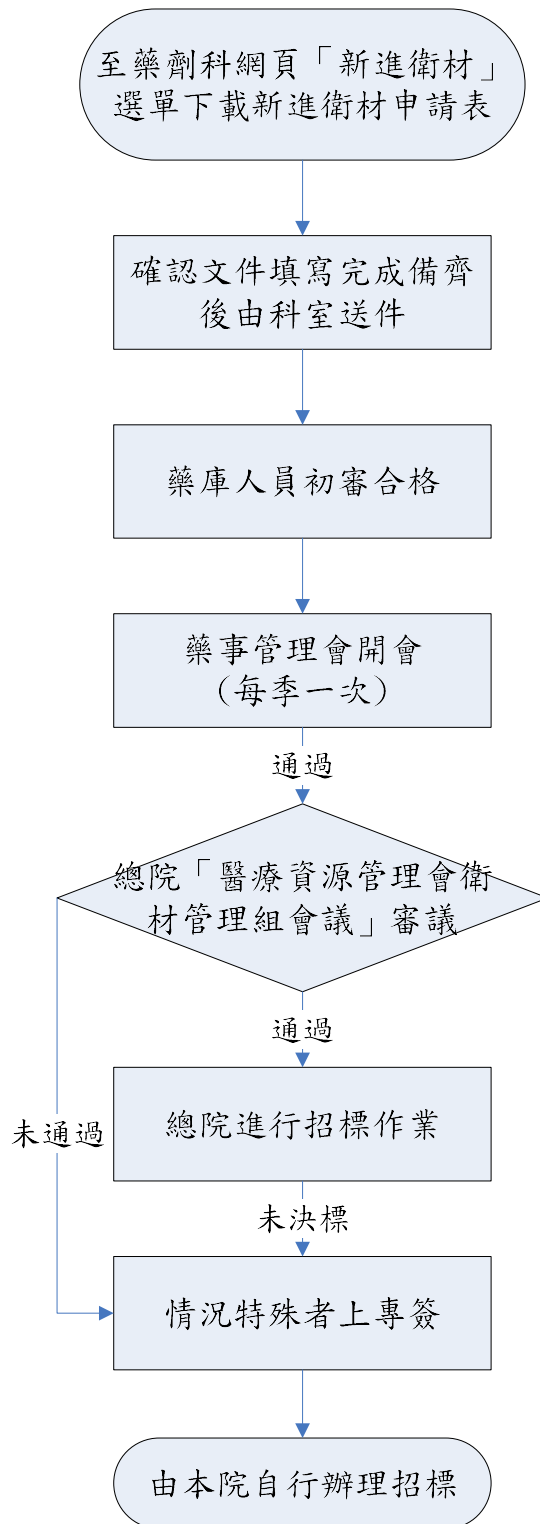 至藥劑科網頁「新進衛材」
選單下載新進衛材申請表
確認文件填寫完成備齊
後由科室送件
藥庫人員初審合格
藥事管理會開會
（每季一次）
通過
總院「醫療資源管理會衛
材管理組會議」審議
通過
總院進行招標作業
未通過
未決標
情況特殊者上專簽
由本院自行辦理招標